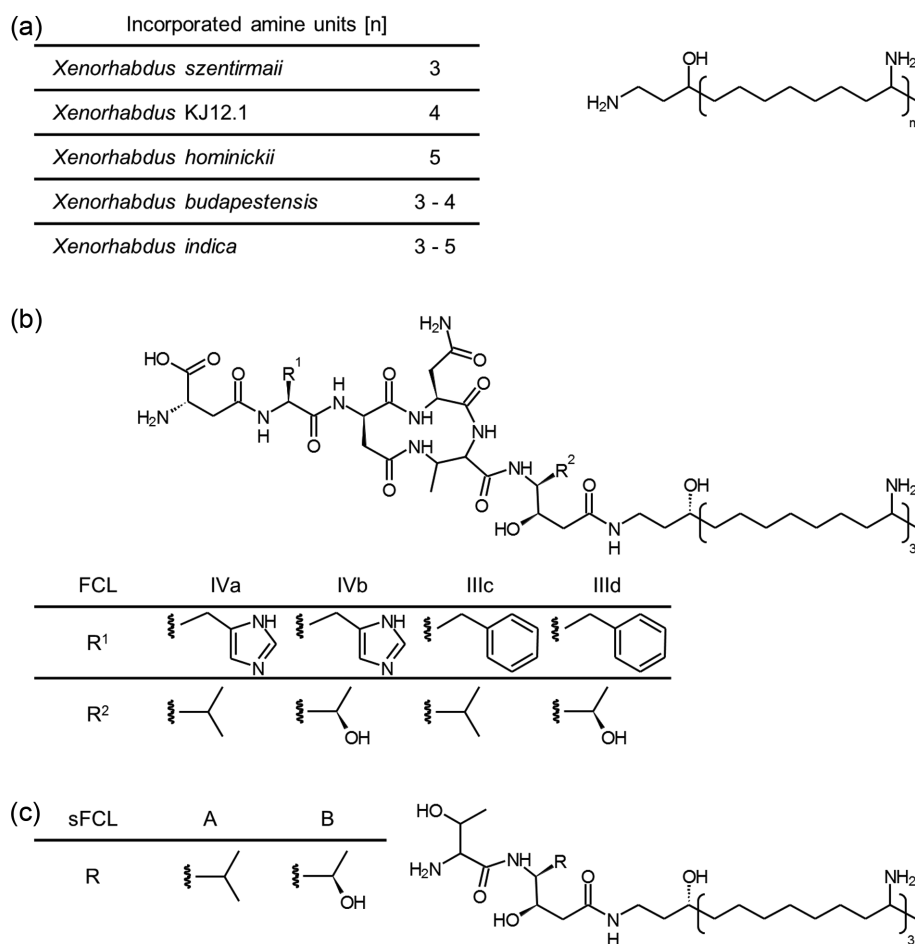 (a)
Incorporated amine units [n]
Xenorhabdus szentirmaii 3
Xenorhabdus KJ12.1 4
Xenorhabdus hominickii 5
Xenorhabdus budapestensis 3 - 4
Xenorhabdus indica 3 - 5
OH NH2
H2N
n
(b)
H2N
HO O R1 O
O H O O
H2N N H O N O NH NH
O NH O NH R2
O O OH NH2
HO N H 3
FCL IVa IVb IIIc IIId
R1 NH N NH N
R2 OH OH
(c)
sFCL A B
R OH
HO
H2N O NH R O OH NH2
HO N H 3